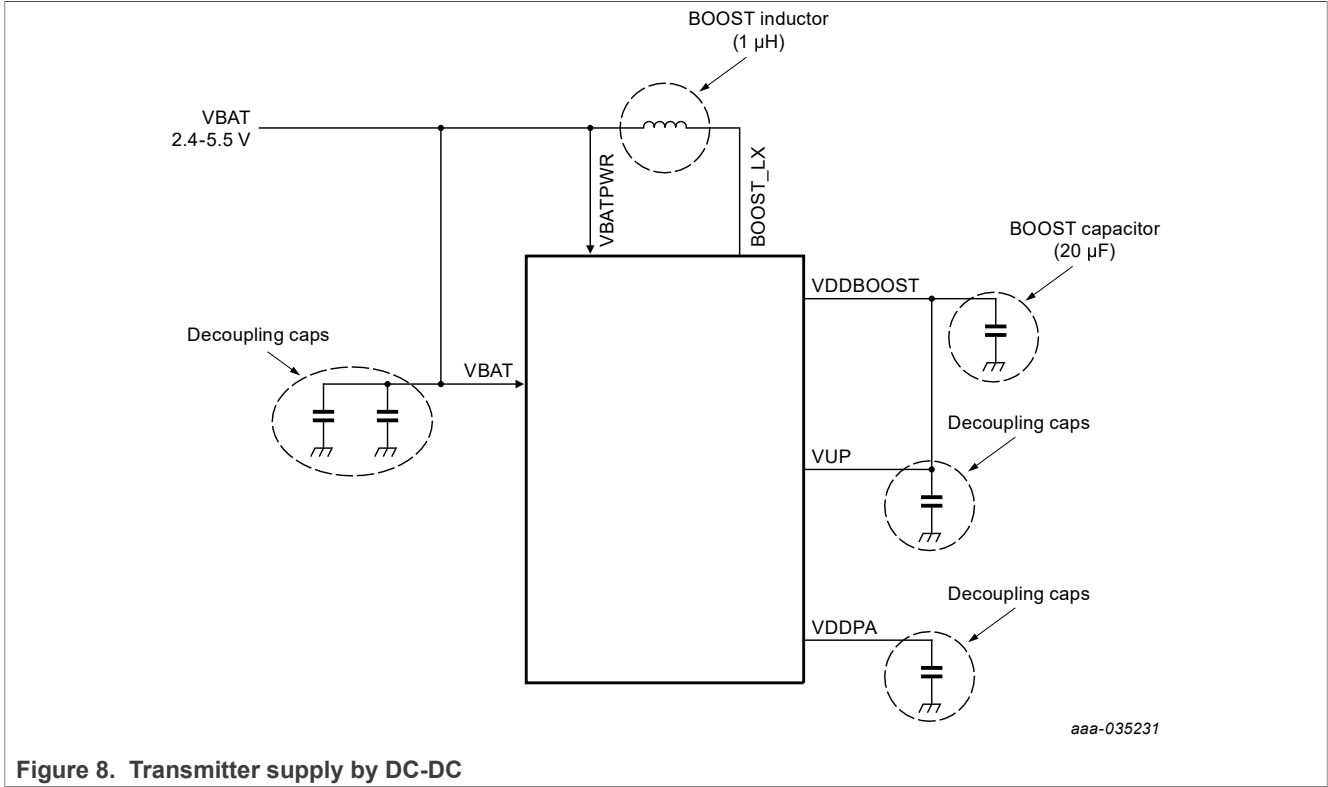 BOOST inductor
(1 μH)
VBAT
2.4-5.5 V
VBATPWR
BOOST_LX
BOOST capacitor
(20 μF)
VDDBOOST
Decoupling caps
VBAT
Decoupling caps
VUP
Decoupling caps
VDDPA
aaa-035231
Figure 8. Transmitter supply by DC-DC